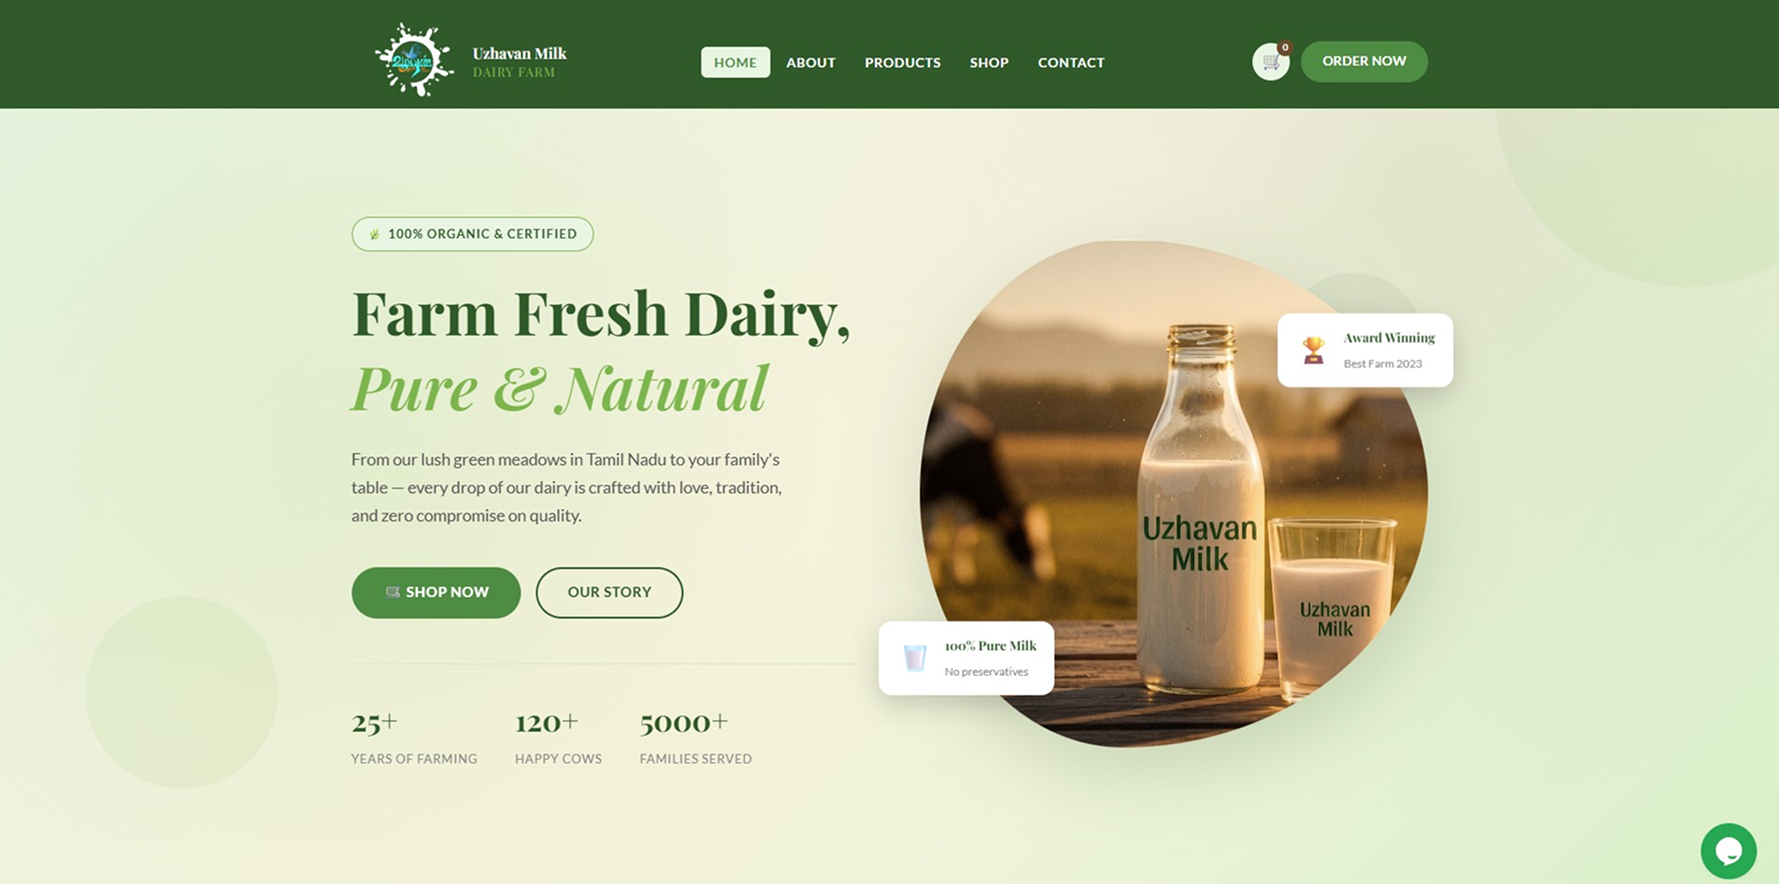 Uzhavan Milk
DAIRY FARM
HOME
ABOUT
PRODUCTS
SHOP
CONTACT
0
ORDER NOW
100% ORGANIC & CERTIFIED
Farm Fresh Dairy,
Pure & Natural
From our lush green meadows in Tamil Nadu to your family's
table — every drop of our dairy is crafted with love, tradition,
and zero compromise on quality.
SHOP NOW
OUR STORY
25+
YEARS OF FARMING
120+
HAPPY COWS
5000+
FAMILIES SERVED
Award Winning
Best Farm 2023
Uzhavan
Milk
Uzhavan
Milk
100% Pure Milk
No preservatives